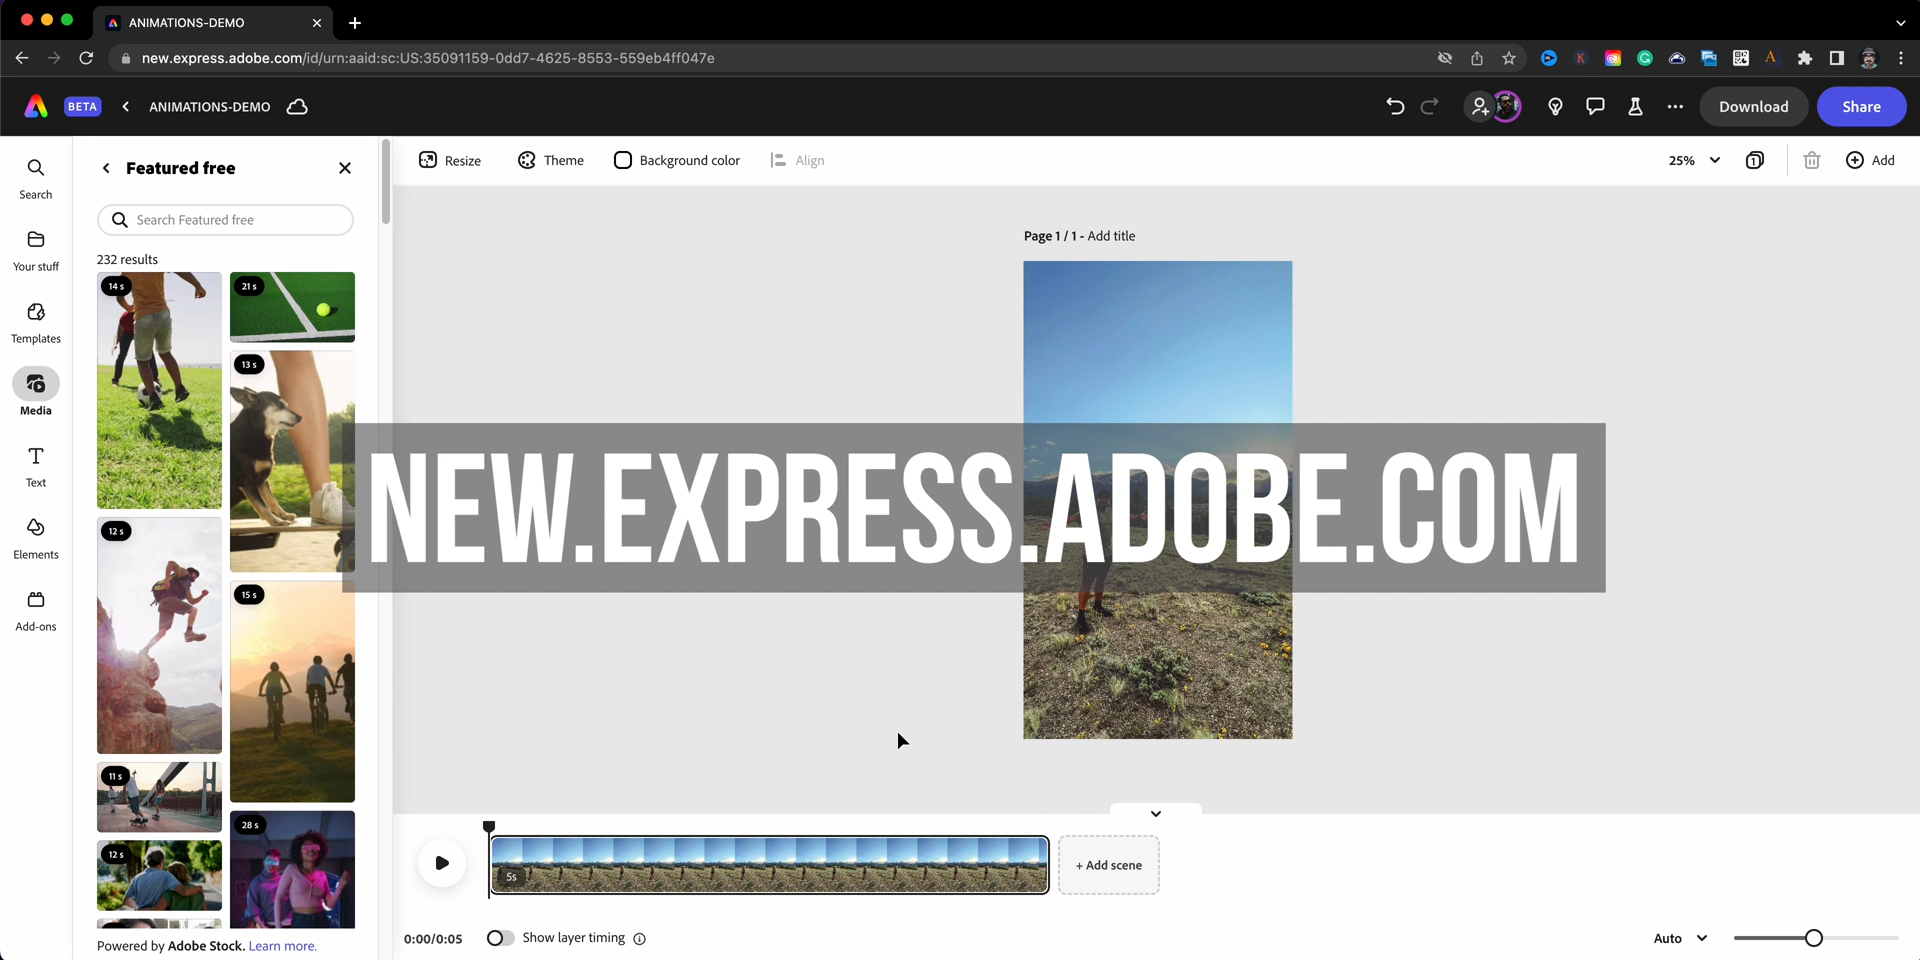 ANIMATIONS-DEMO
new.express.adobe.com/id/urn:aaid:sc:US:35091159-0dd7-4625-8553-559eb4ff047e
BETA
ANIMATIONS-DEMO
Download
Share
Search
Your stuff
Templates
Media
Text
Elements
Add-ons
Featured free
Search Featured free
232 results
14 s
21 s
13 s
12 s
15 s
11 s
28 s
12 s
Powered by Adobe Stock. Learn more.
Resize
Theme
Background color
Align
25%
1
Add
Page 1 / 1 - Add title
NEW.EXPRESS.ADOBE.COM
5s
+ Add scene
0:00/0:05
Show layer timing
Auto